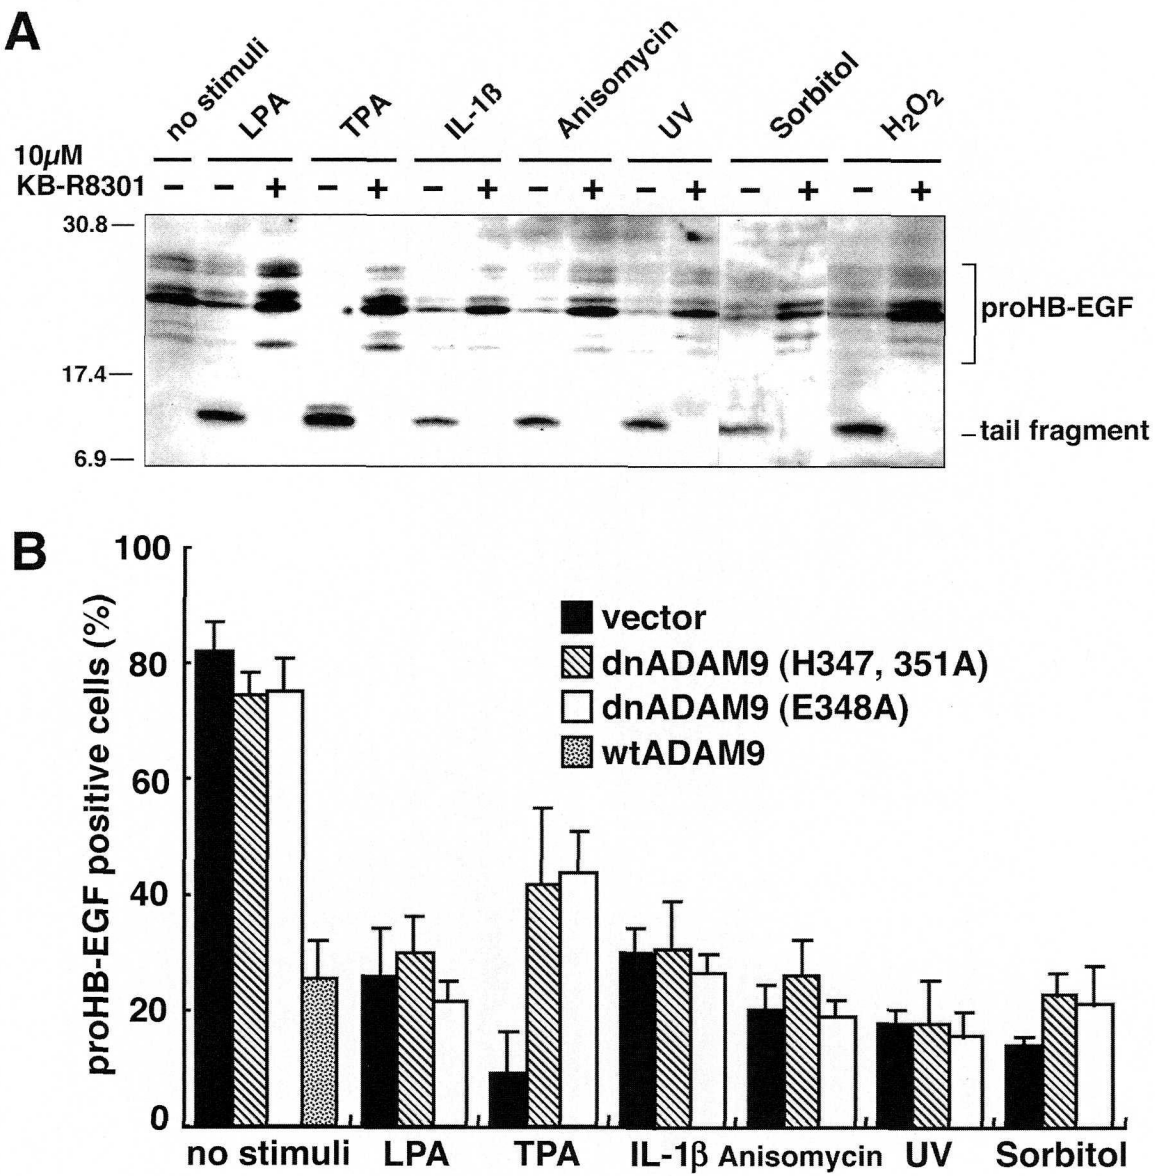 A
no stimuli LPA TPA IL-1ß Anisomycin UV Sorbitol H2O2
10µM
KB-R8301 − − + − + − + − + − + − + − +
30.8
proHB-EGF
17.4
tail fragment
6.9
B
100
vector
dnADAM9 (H347, 351A)
80
dnADAM9 (E348A)
wtADAM9
60
40
20
0
proHB-EGF positive cells (%)
no stimuli LPA TPA IL-1β Anisomycin UV Sorbitol